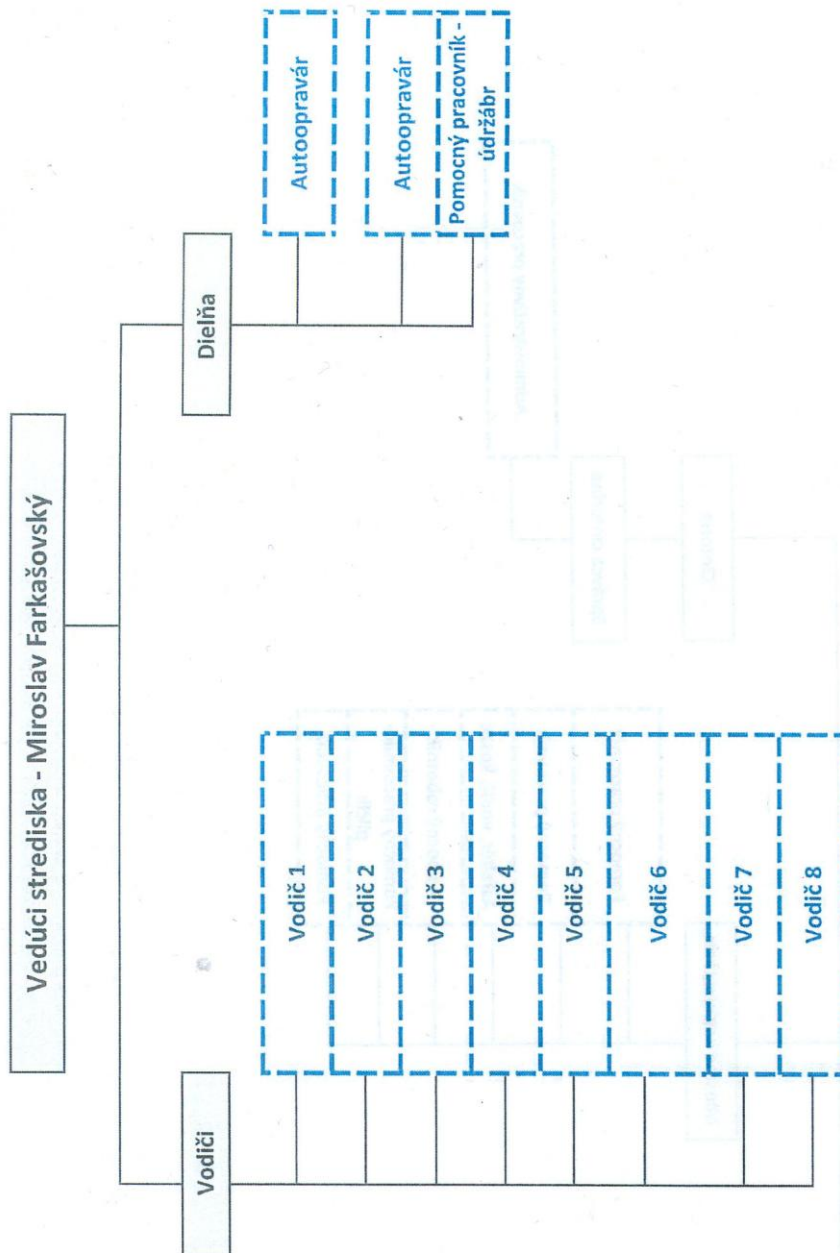 Vedúci strediska - Miroslav Farkašovský
Vodiči
Vodič 1
Vodič 2
Vodič 3
Vodič 4
Vodič 5
Vodič 6
Vodič 7
Vodič 8
Dielňa
Autoopravár
Autoopravár
Pomocný pracovník -
údržábr